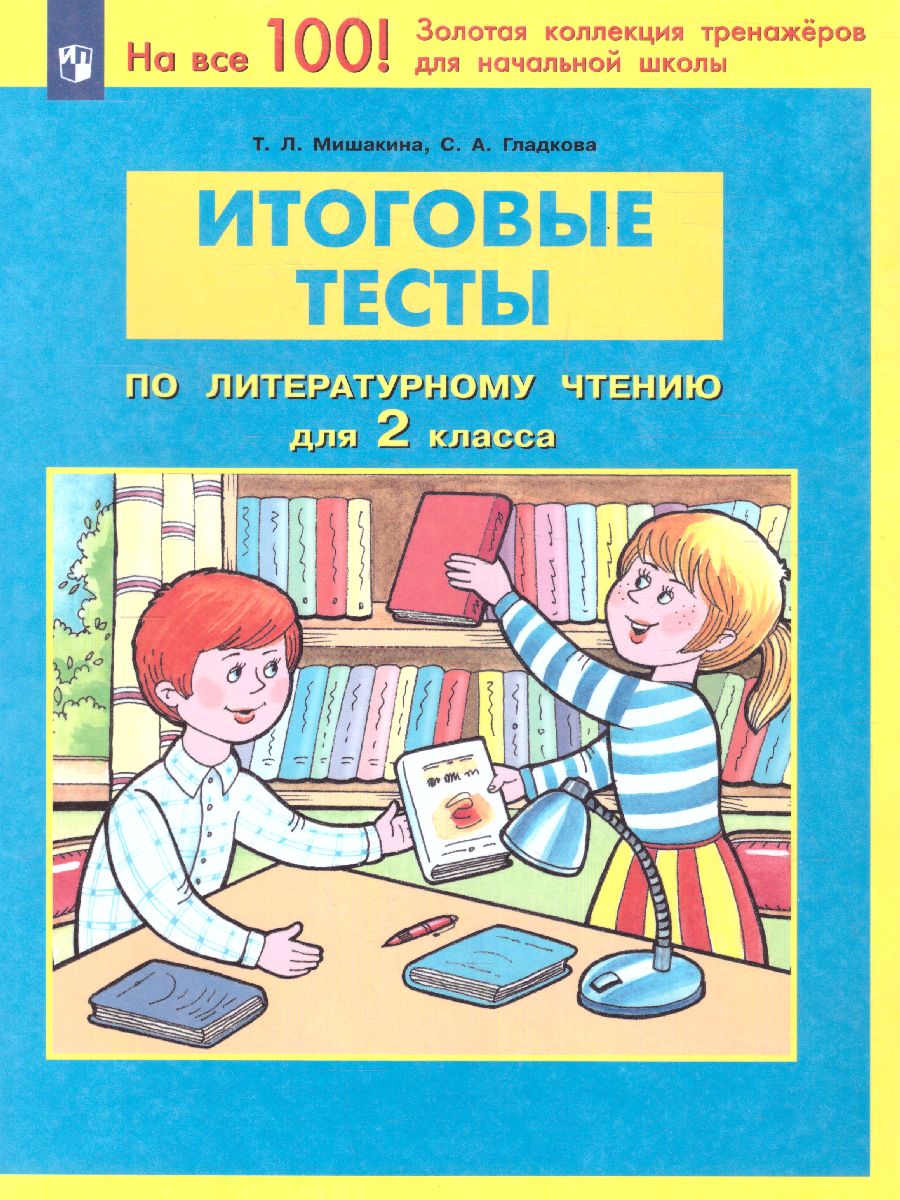 ИП
На все 100!
Золотая коллекция тренажёров
для начальной школы
Т. Л. Мишакина, С. А. Гладкова
ИТОГОВЫЕ
ТЕСТЫ
ПО ЛИТЕРАТУРНОМУ ЧТЕНИЮ
для 2 класса